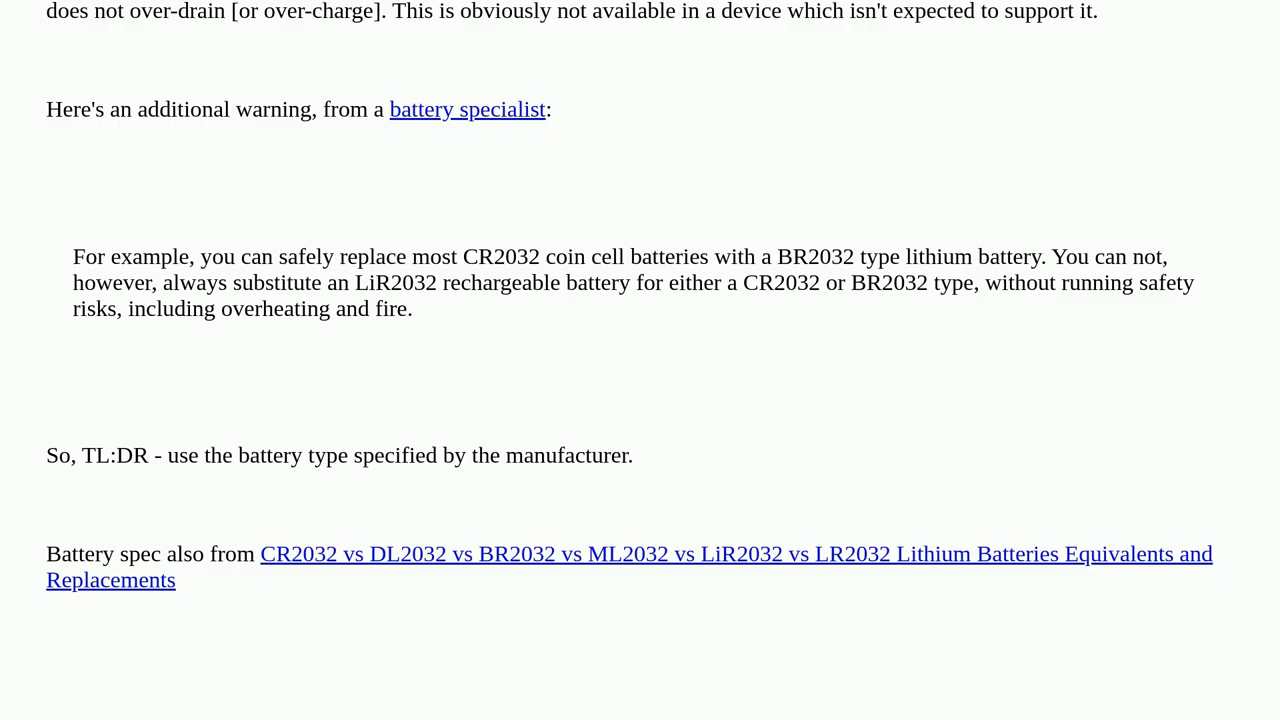 does not over-drain [or over-charge]. This is obviously not available in a device which isn't expected to support it.
Here's an additional warning, from a battery specialist:
For example, you can safely replace most CR2032 coin cell batteries with a BR2032 type lithium battery. You can not,
however, always substitute an LiR2032 rechargeable battery for either a CR2032 or BR2032 type, without running safety
risks, including overheating and fire.
So, TL:DR - use the battery type specified by the manufacturer.
Battery spec also from CR2032 vs DL2032 vs BR2032 vs ML2032 vs LiR2032 vs LR2032 Lithium Batteries Equivalents and
Replacements